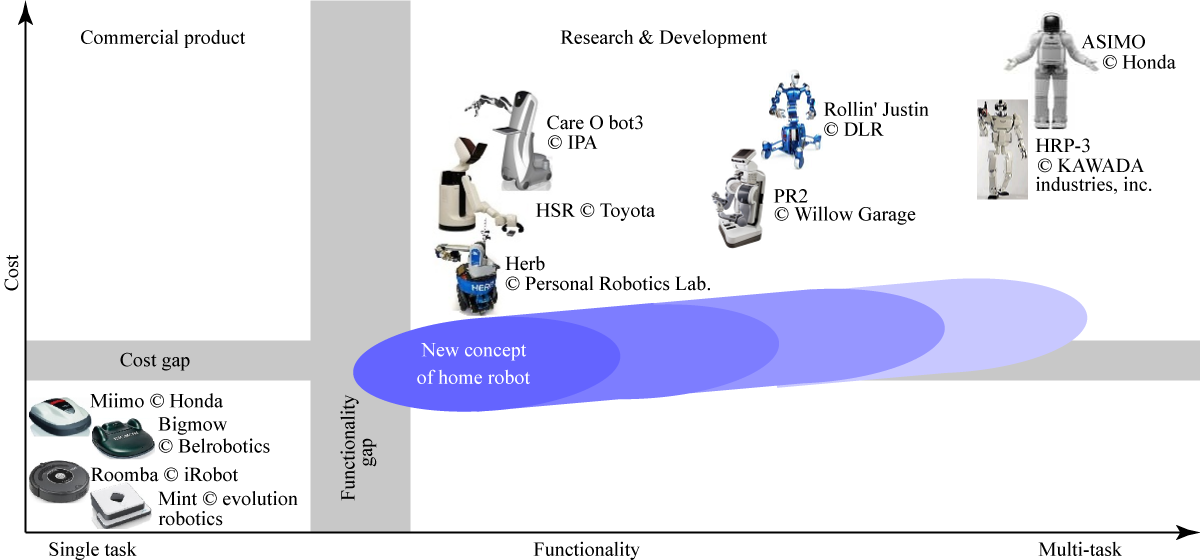 Commercial product
Research & Development
ASIMO
© Honda
Care O bot3
© IPA
Rollin' Justin
© DLR
HRP-3
© KAWADA
industries, inc.
HSR © Toyota
PR2
© Willow Garage
Herb
© Personal Robotics Lab.
HERB
Cost
Cost gap
New concept
of home robot
Functionality
gap
Miimo © Honda
Bigmow
© Belrobotics
Roomba © iRobot
Mint © evolution
robotics
Single task
Functionality
Multi-task